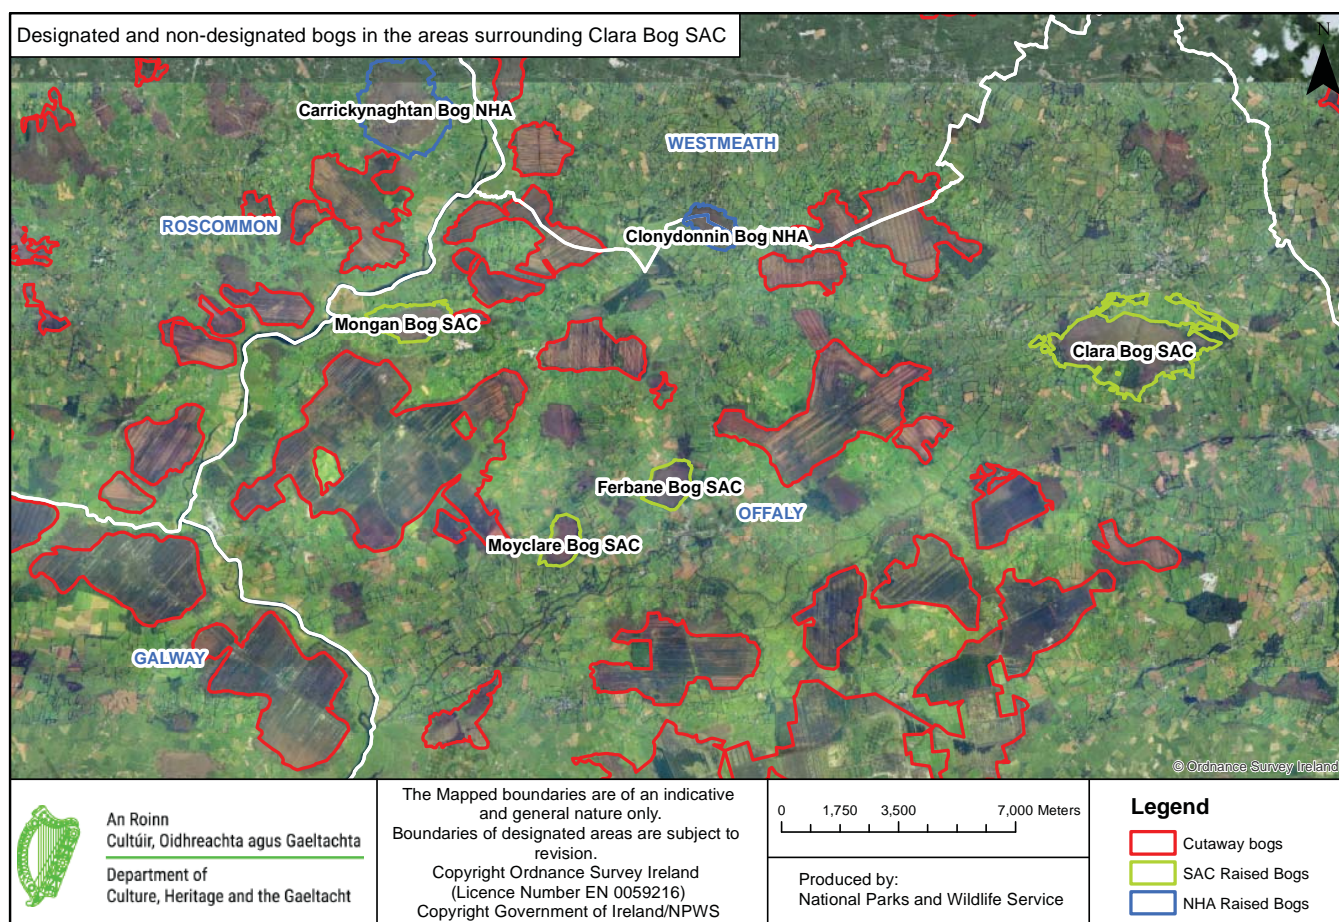 Designated and non-designated bogs in the areas surrounding Clara Bog SAC
N
Carrickynaghtan Bog NHA
WESTMEATH
ROSCOMMON
Clonydonnin Bog NHA
Mongan Bog SAC
Clara Bog SAC
Ferbane Bog SAC
OFFALY
Moyclare Bog SAC
GALWAY
© Ordnance Survey Ireland
An Roinn
Cultúir, Oidhreachta agus Gaeltachta
Department of
Culture, Heritage and the Gaeltacht
The Mapped boundaries are of an indicative
and general nature only.
Boundaries of designated areas are subject to
revision.
Copyright Ordnance Survey Ireland
(Licence Number EN 0059216)
Copyright Government of Ireland/NPWS
0 1,750 3,500 7,000 Meters
Produced by:
National Parks and Wildlife Service
Legend
Cutaway bogs
SAC Raised Bogs
NHA Raised Bogs